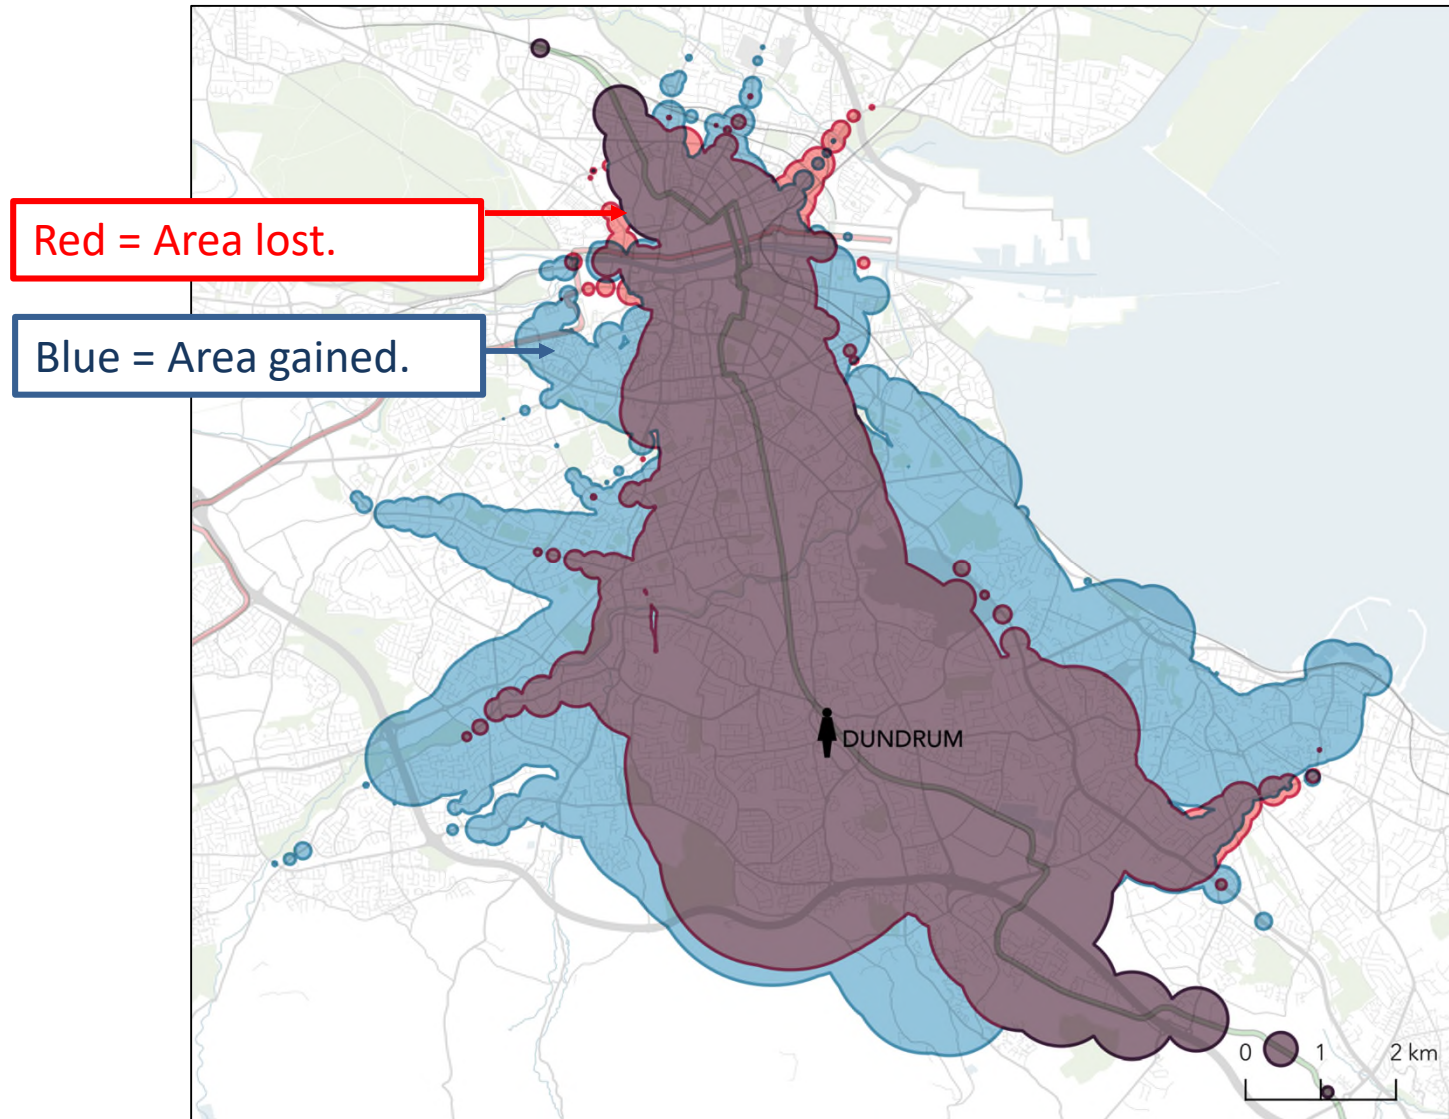 Red = Area lost.
Blue = Area gained.
DUNDRUM
0 1 2 km